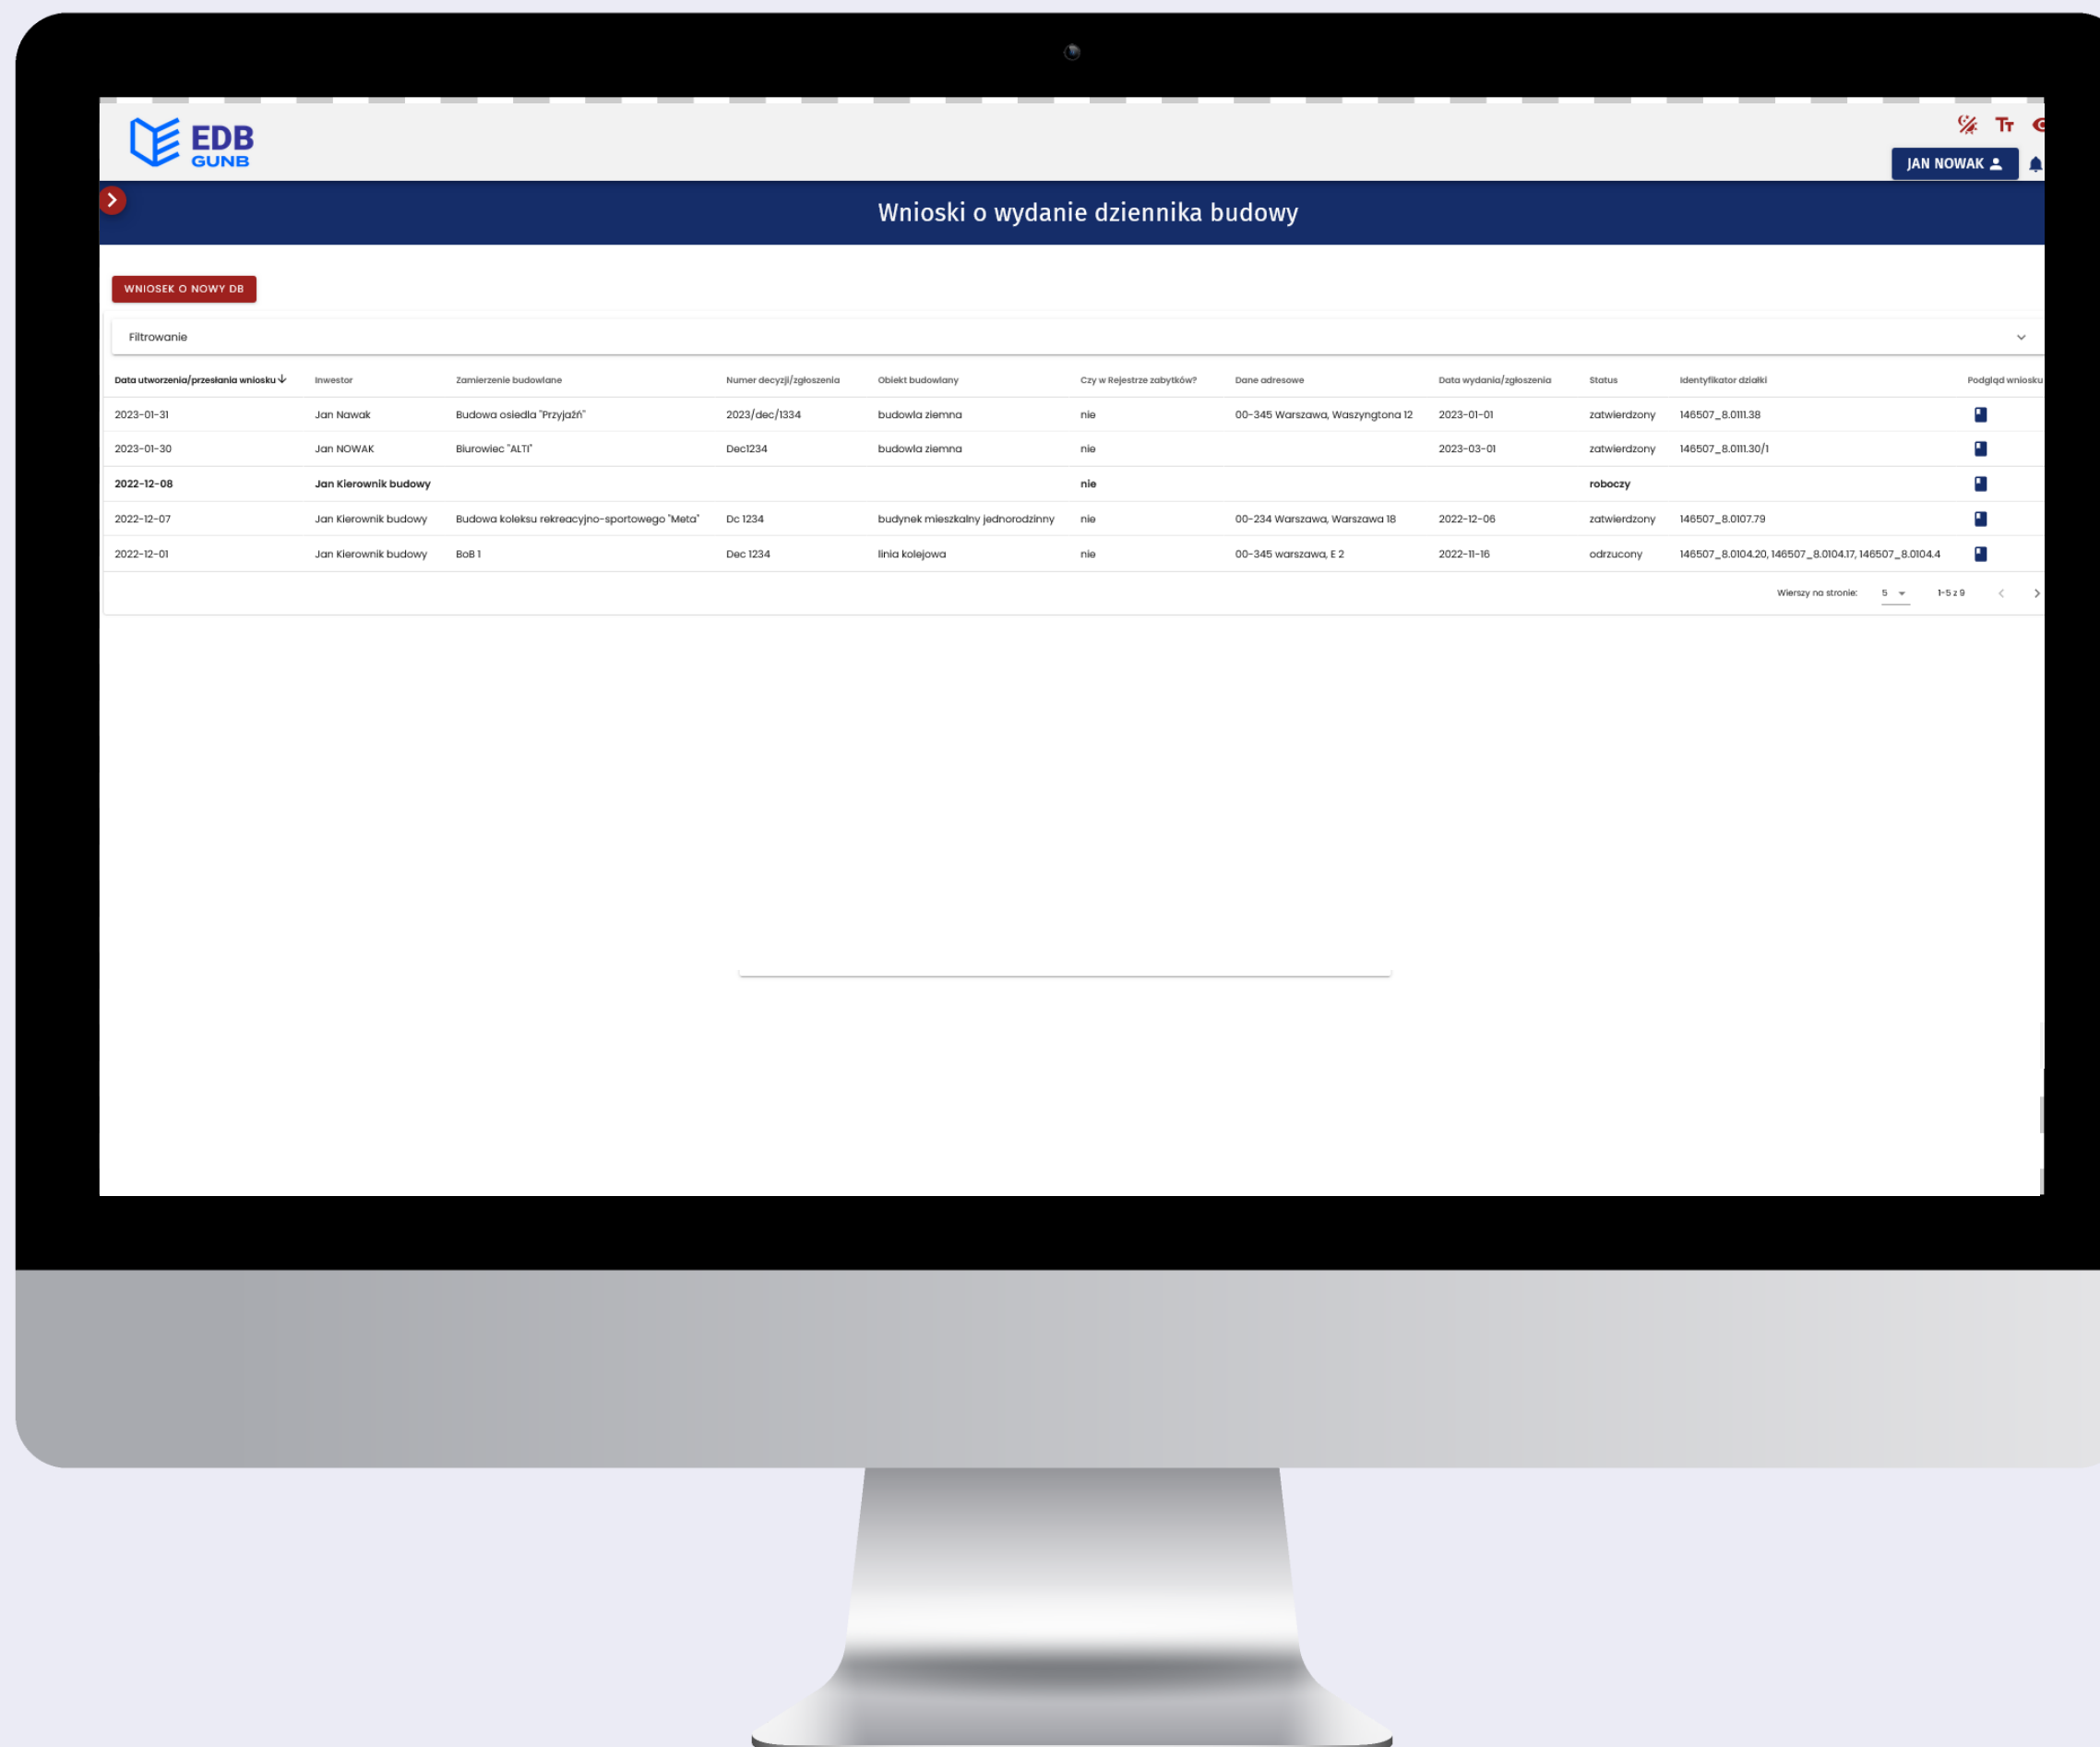 EDB
GUNB
JAN NOWAK
Wnioski o wydanie dziennika budowy
WNIOSEK O NOWY DB
Filtrowanie
Data utworzenia/przesłania wniosku Inwestor Zamierzenie budowlane Numer decyzji/zgłoszenia Obiekt budowlany Czy w Rejestrze zabytków? Dane adresowe Data wydania/zgłoszenia Status Identyfikator działki Podgląd wniosku
2023-01-31 Jan Nawak Budowa osiedla "Przyjaźń" 2023/dec/1334 budowla ziemna nie 00-345 Warszawa, Waszyngtona 12 2023-01-01 zatwierdzony 146507_8.0111.38
2023-01-30 Jan NOWAK Biurowiec "ALTI" Dec1234 budowla ziemna nie 2023-03-01 zatwierdzony 146507_8.0111.30/1
2022-12-08 Jan Kierownik budowy nie roboczy
2022-12-07 Jan Kierownik budowy Budowa koleksu rekreacyjno-sportowego "Meta" Dc 1234 budynek mieszkalny jednorodzinny nie 00-234 Warszawa, Warszawa 18 2022-12-06 zatwierdzony 146507_8.0107.79
2022-12-01 Jan Kierownik budowy BoB 1 Dec 1234 linia kolejowa nie 00-345 warszawa, E 2 2022-11-16 odrzucony 146507_8.0104.20, 146507_8.0104.17, 146507_8.0104.4
Wierszy na stronie: 5 1-5 z 9